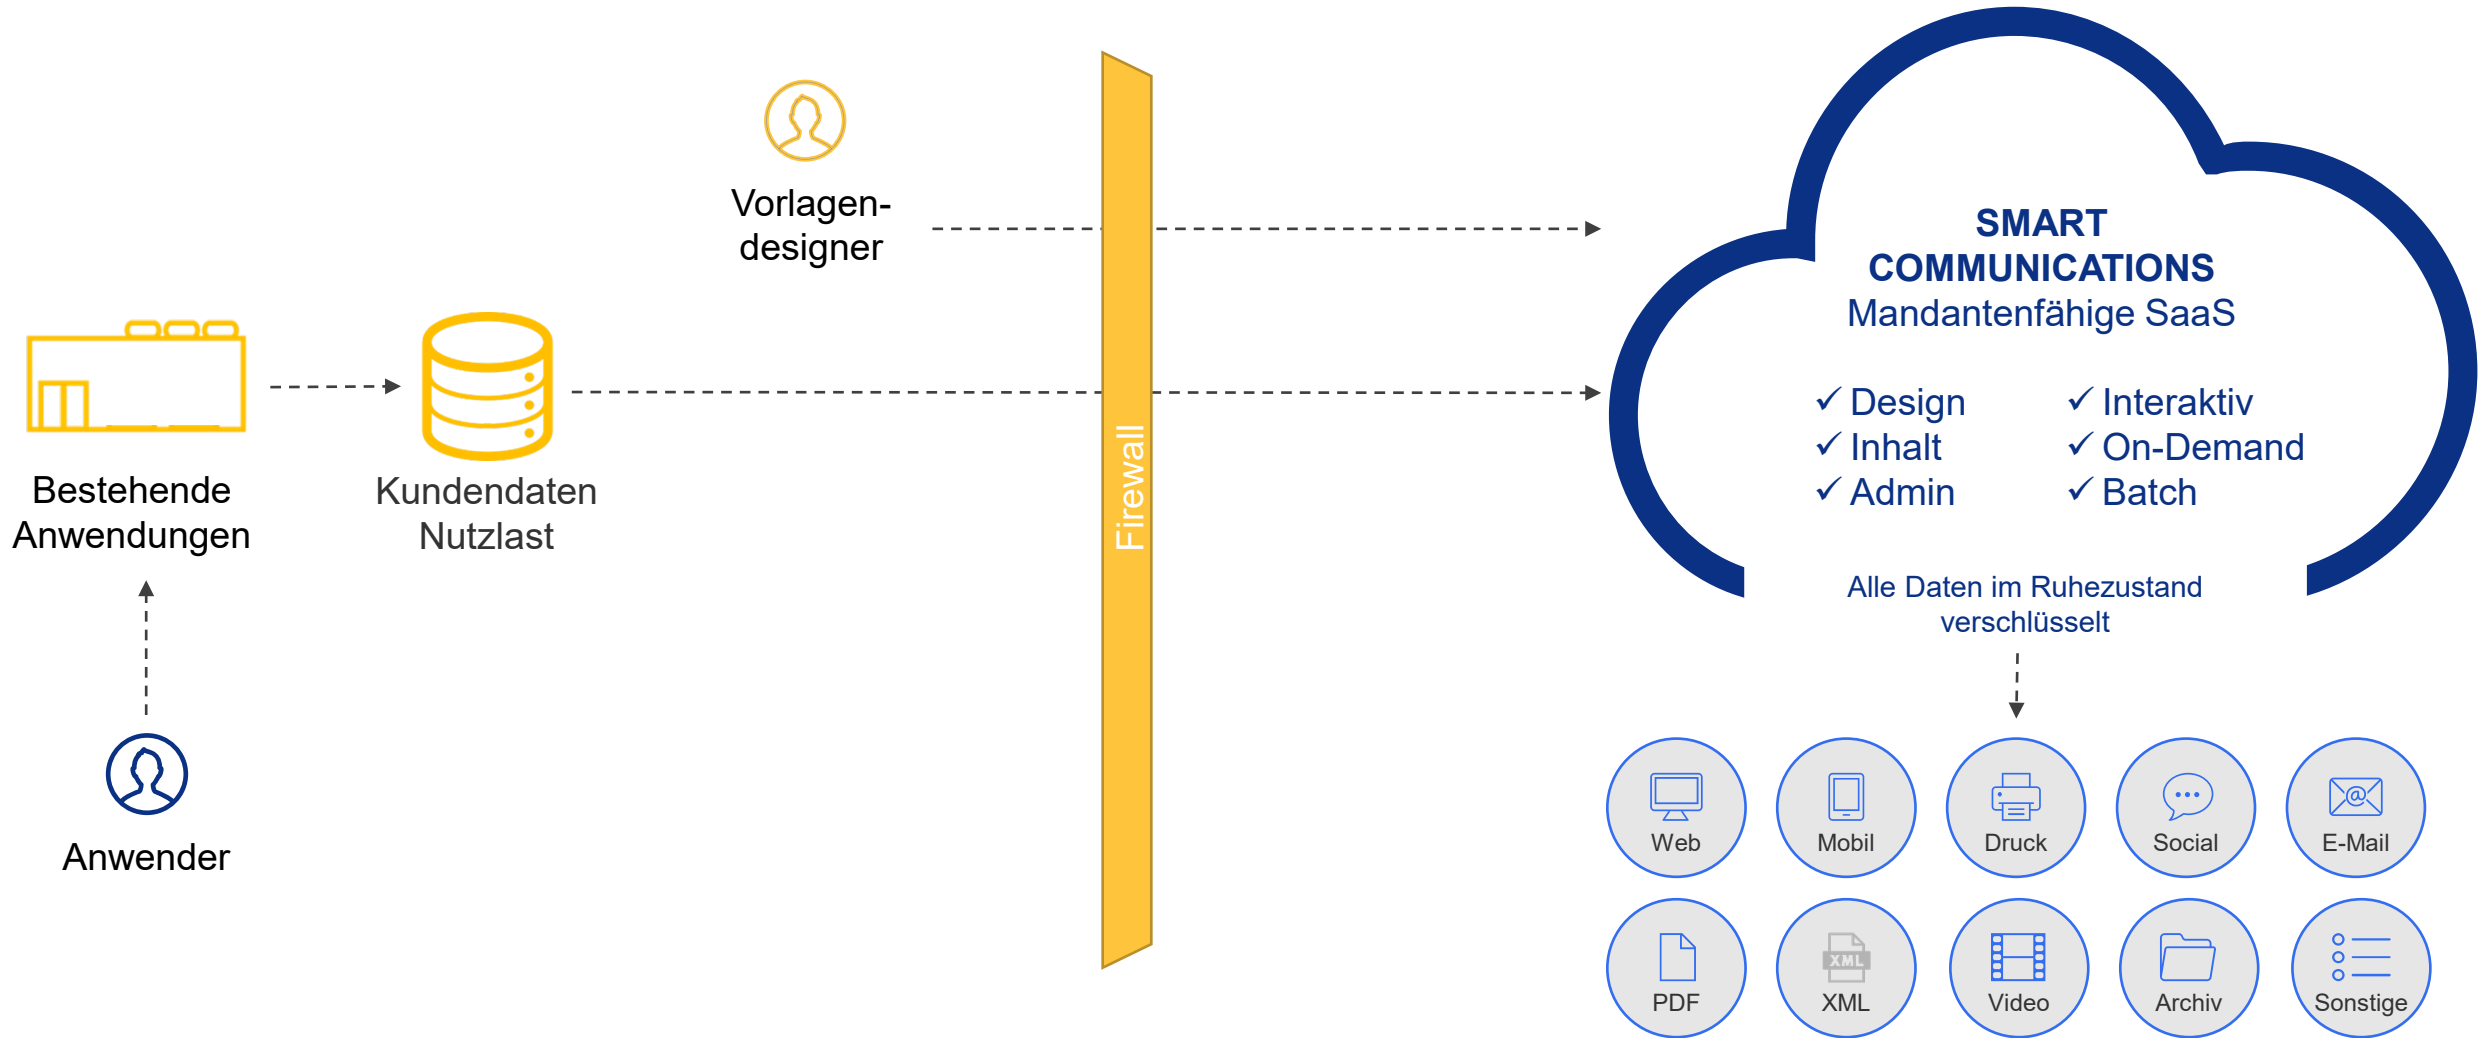 Vorlagen-
designer
Bestehende
Anwendungen
Kundendaten
Nutzlast
Anwender
Firewall
SMART
COMMUNICATIONS
Mandantenfähige SaaS
✓ Design
✓ Inhalt
✓ Admin
✓ Interaktiv
✓ On-Demand
✓ Batch
Alle Daten im Ruhezustand
verschlüsselt
Web
Mobil
Druck
Social
@
E-Mail
PDF
XML
XML
Video
Archiv
Sonstige